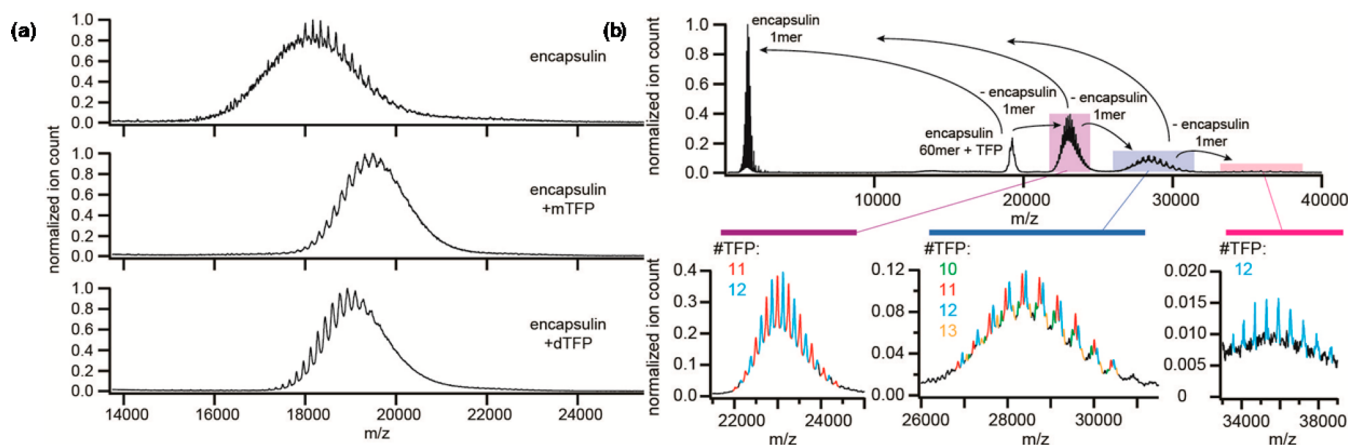 (a)
normalized ion count
1.0
0.8
0.6
0.4
0.2
0.0
encapsulin
1.0
0.8
0.6
0.4
0.2
0.0
encapsulin
+mTFP
1.0
0.8
0.6
0.4
0.2
0.0
encapsulin
+dTFP
14000 16000 18000 20000 22000 24000
m/z
(b)
normalized ion count
1.0
0.8
0.6
0.4
0.2
0.0
encapsulin
1mer
- encapsulin
1mer
- encapsulin
1mer
- encapsulin
1mer
encapsulin
60mer + TFP
10000 20000 30000 40000
m/z
normalized ion count
#TFP:
11
12
0.4
0.3
0.2
0.1
0
22000 24000
m/z
#TFP:
10
11
12
13
0.12
0.08
0.04
0.00
26000 28000 30000
m/z
#TFP:
12
0.020
0.015
0.010
0.005
0
33000 36000 39000
m/z